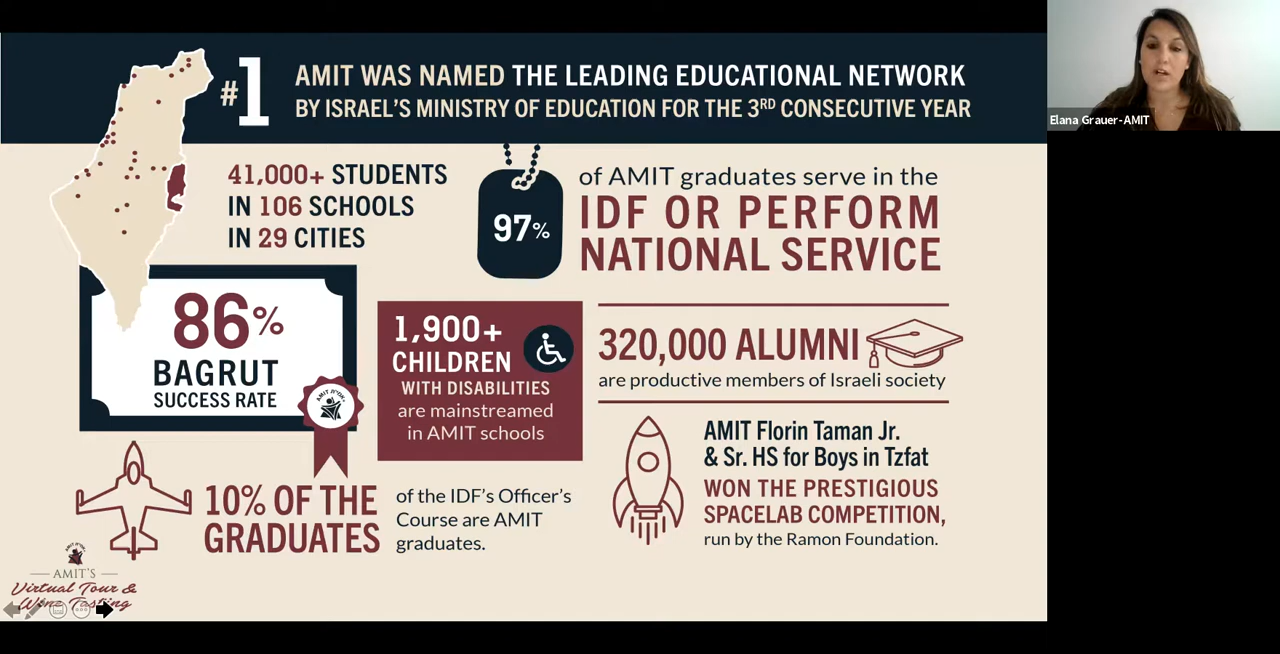 #1
AMIT WAS NAMED THE LEADING EDUCATIONAL NETWORK
BY ISRAEL'S MINISTRY OF EDUCATION FOR THE 3RD CONSECUTIVE YEAR
Elana Grauer-AMIT
41,000+ STUDENTS
IN 106 SCHOOLS
IN 29 CITIES
97%
of AMIT graduates serve in the
IDF OR PERFORM
NATIONAL SERVICE
86%
BAGRUT
SUCCESS RATE
1,900+
CHILDREN
WITH DISABILITIES
are mainstreamed
in AMIT schools
320,000 ALUMNI
are productive members of Israeli society
AMIT Florin Taman Jr.
& Sr. HS for Boys in Tzfat
WON THE PRESTIGIOUS
SPACELAB COMPETITION,
run by the Ramon Foundation.
10% OF THE
GRADUATES
of the IDF's Officer's
Course are AMIT
graduates.
AMIT'S
Virtual Tour &
Wine Tasting